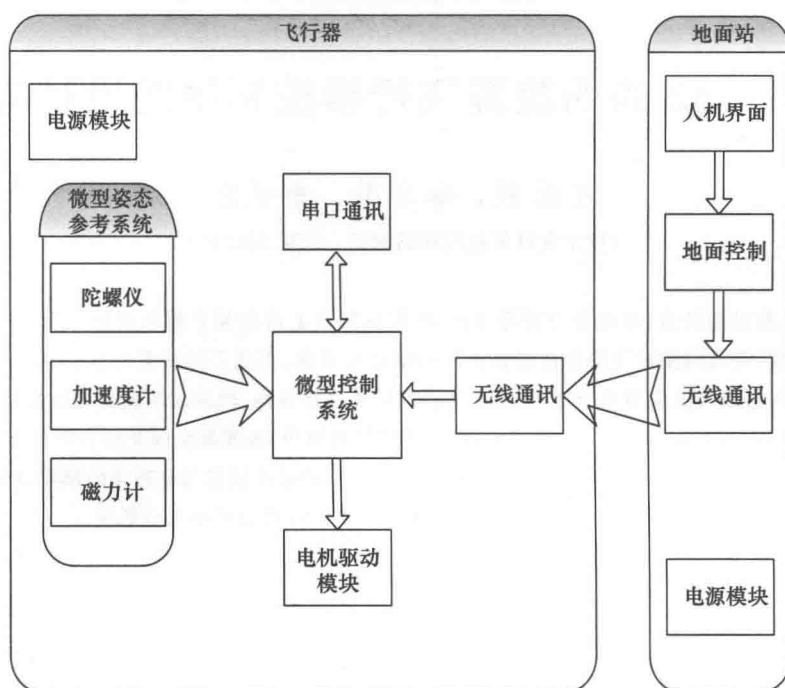 飞行器
电源模块
微型姿态
参考系统
陀螺仪
加速度计
磁力计
串口通讯
微型控制
系统
电机驱动
模块
无线通讯
地面站
人机界面
地面控制
无线通讯
电源模块